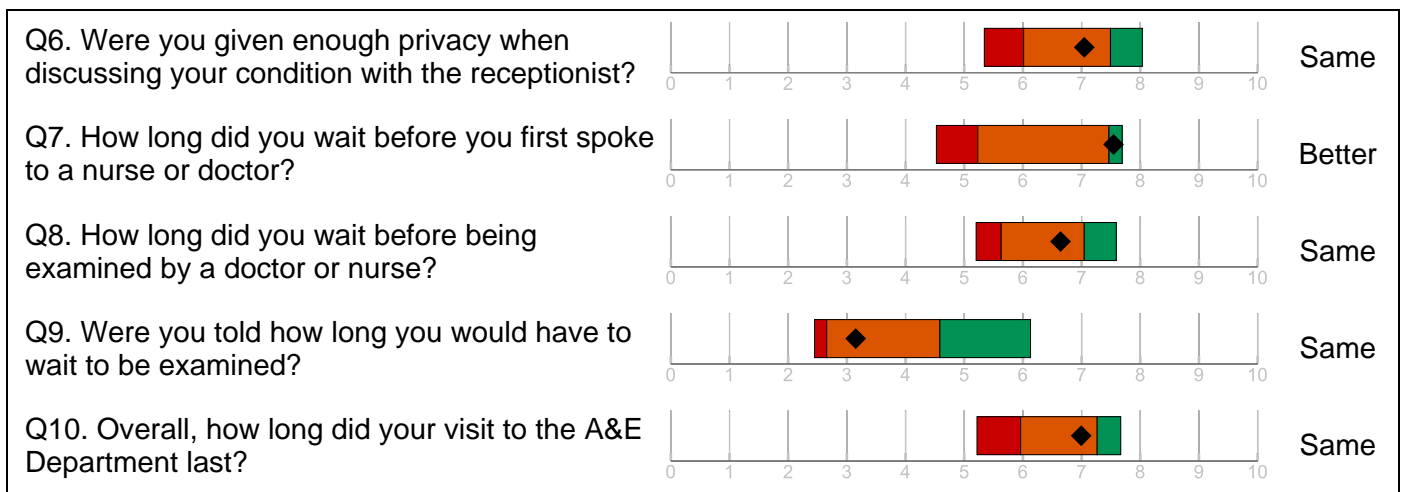 Q6. Were you given enough privacy when
discussing your condition with the receptionist?
Same
0 1 2 3 4 5 6 7 8 9 10
Q7. How long did you wait before you first spoke
to a nurse or doctor?
Better
0 1 2 3 4 5 6 7 8 9 10
Q8. How long did you wait before being
examined by a doctor or nurse?
Same
0 1 2 3 4 5 6 7 8 9 10
Q9. Were you told how long you would have to
wait to be examined?
Same
0 1 2 3 4 5 6 7 8 9 10
Q10. Overall, how long did your visit to the A&E
Department last?
Same
0 1 2 3 4 5 6 7 8 9 10